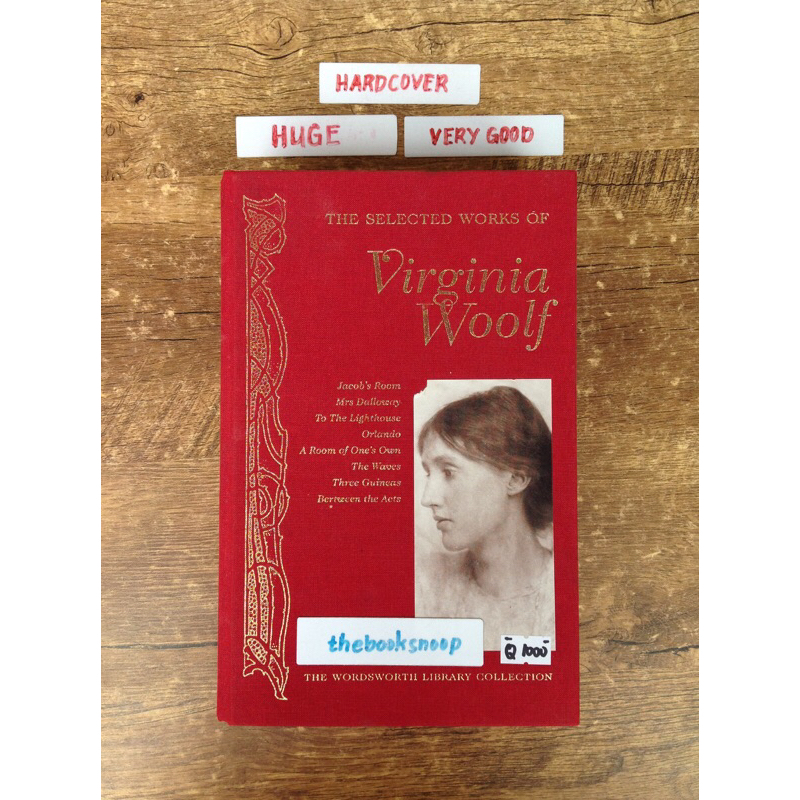 HARDCOVER
HUGE
VERY GOOD
THE SELECTED WORKS OF
Virginia
Woolf
Jacob's Room
Mrs Dalloway
To The Lighthouse
Orlando
A Room of One's Own
The Waves
Three Guineas
Between the Acts
thebooksnoop
Q 1000
THE WORDSWORTH LIBRARY COLLECTION